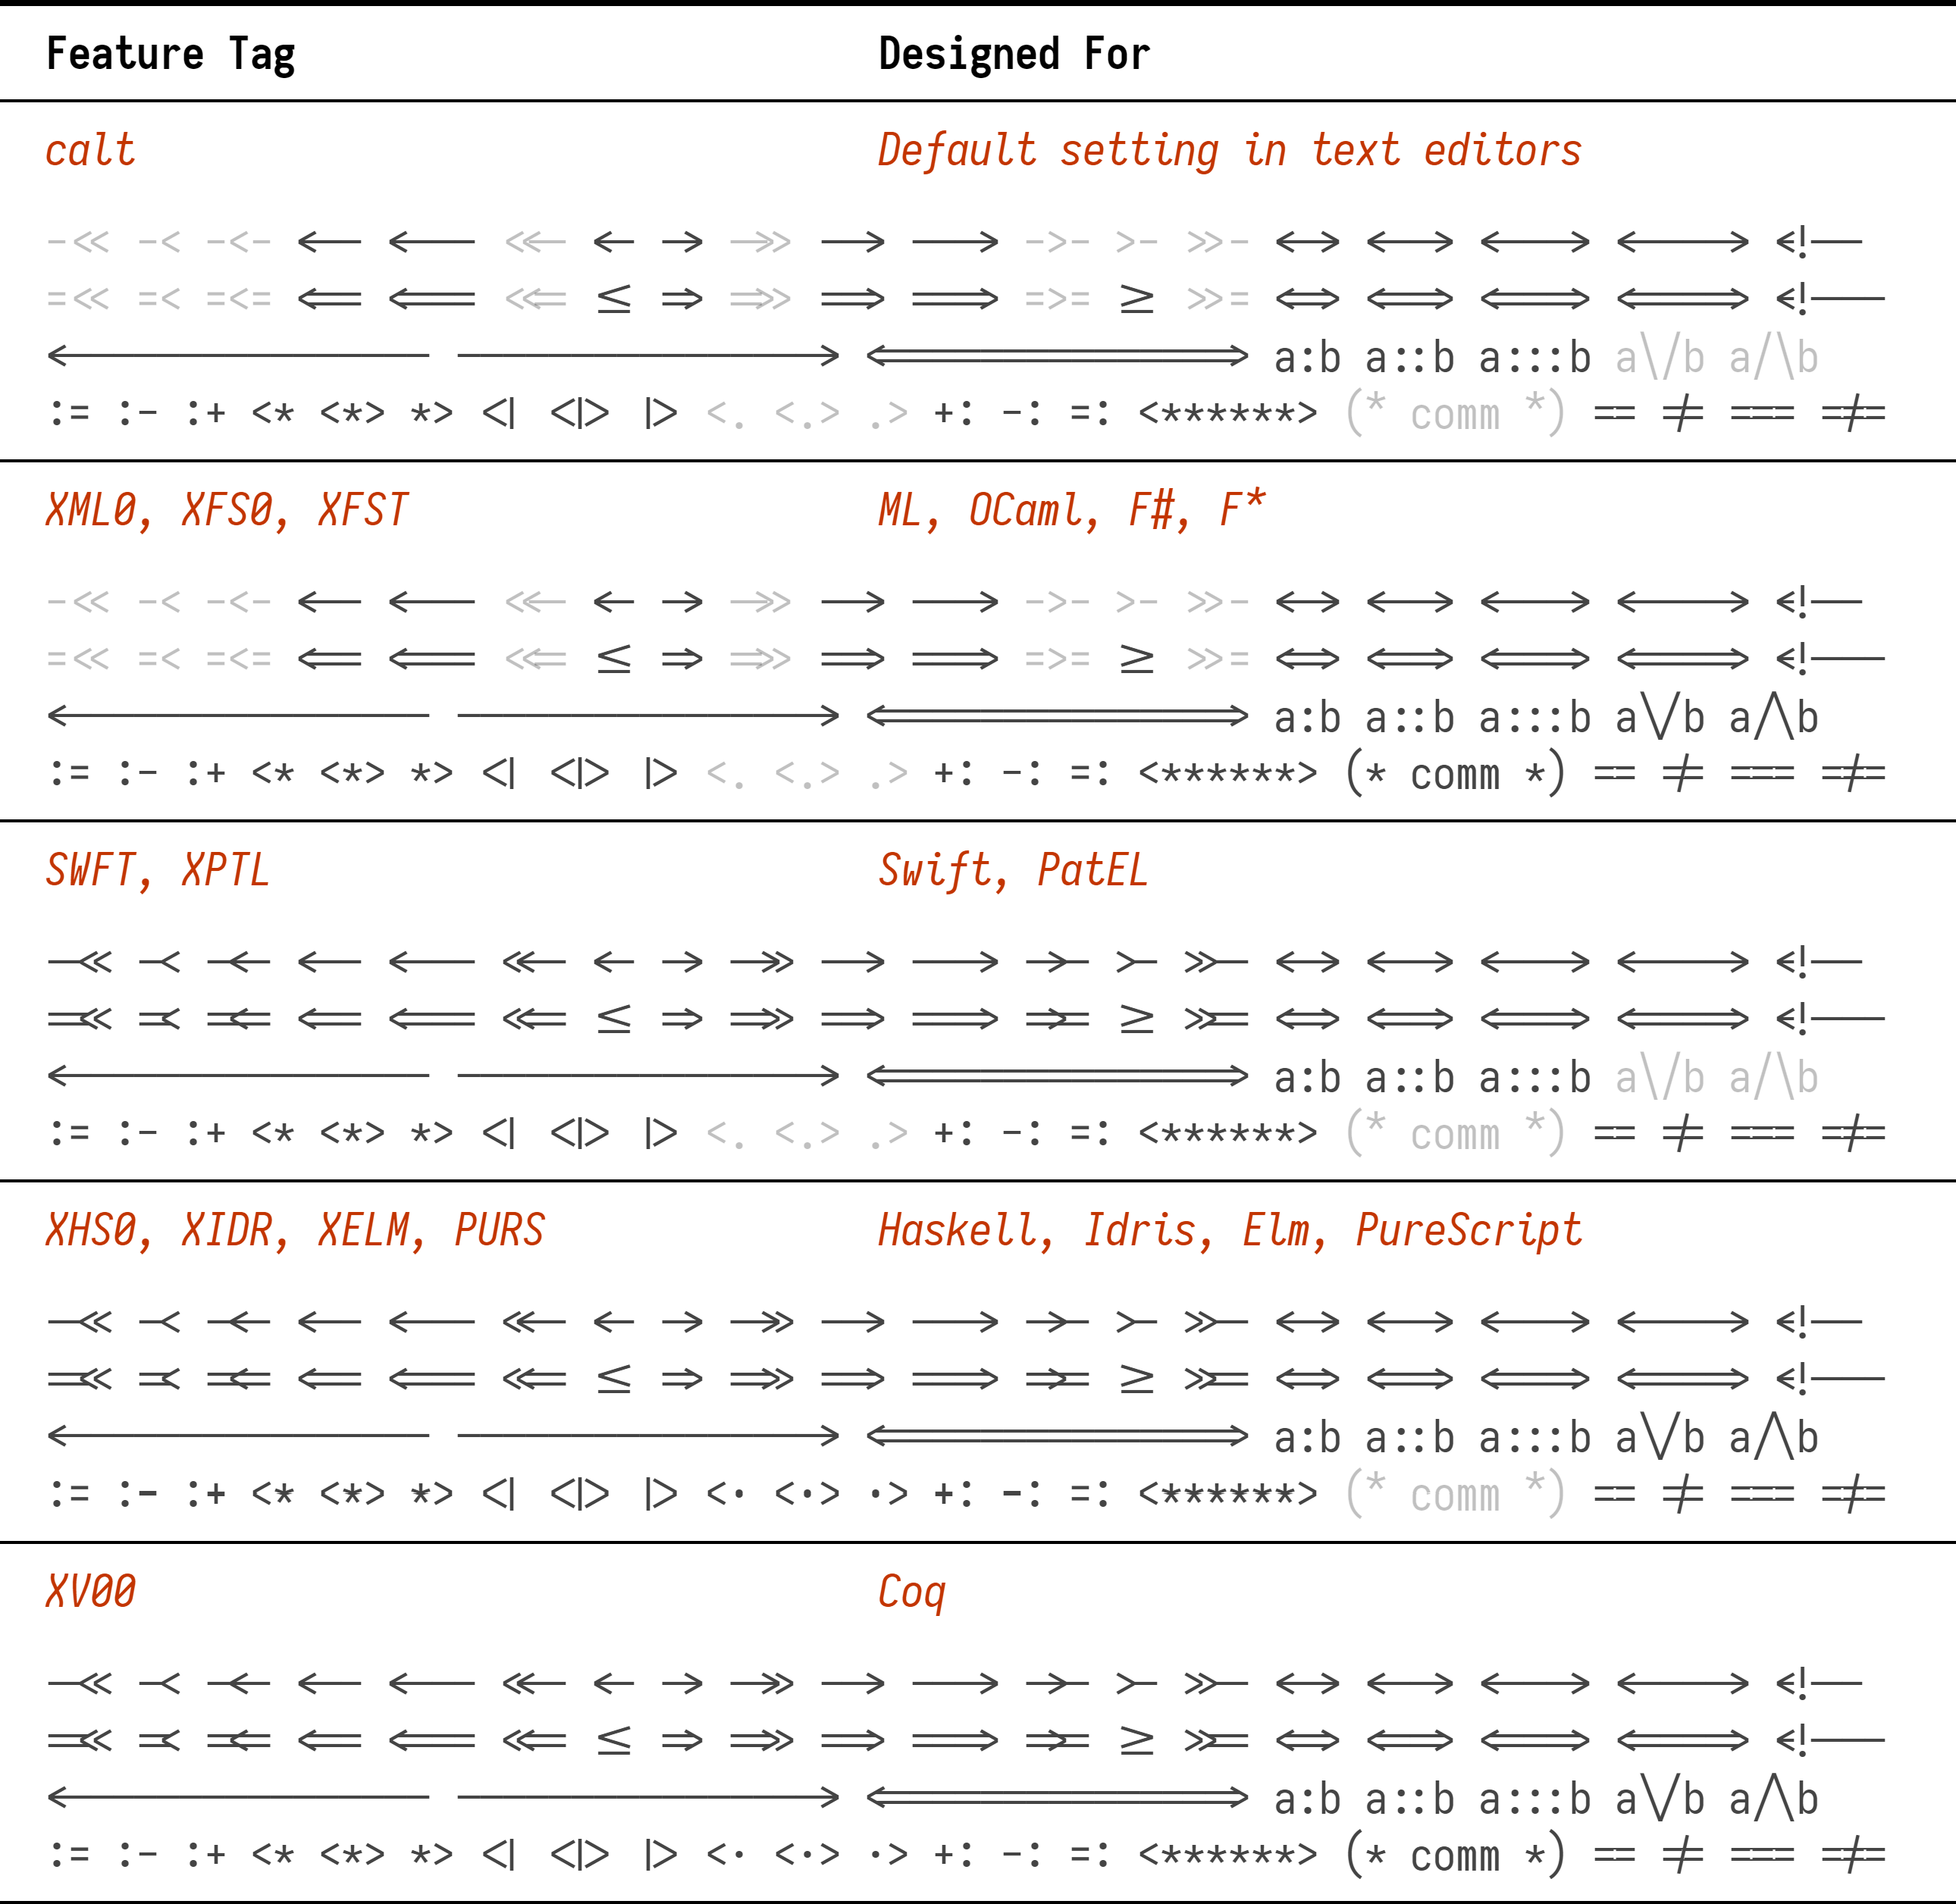 Feature Tag Designed For
calt Default setting in text editors
-<< -< -<- <-- <--- <<- <- -> ->> --> ---> ->- >- >>- <-> <--> <---> <----> <!--
=<< =< =<= <== <=== <<= <= => =>> ==> ===> =>= >= >>= <=> <==> <===> <====> <!---
<---------------- ----------------> <===============> a:b a::b a:::b a\/b a/\b
:= :- :+ <* <*> *> <| <|> |> <. <.> .> +: -: =: <******> (* comm *) == != === !==
XML0, XFS0, XFST ML, OCaml, F#, F*
-<< -< -<- <-- <--- <<- <- -> ->> --> ---> ->- >- >>- <-> <--> <---> <----> <!--
=<< =< =<= <== <=== <<= <= => =>> ==> ===> =>= >= >>= <=> <==> <===> <====> <!---
<---------------- ----------------> <===============> a:b a::b a:::b a\/b a/\b
:= :- :+ <* <*> *> <| <|> |> <. <.> .> +: -: =: <******> (* comm *) == != === !==
SWFT, XPTL Swift, PatEL
-<< -< -<- <-- <--- <<- <- -> ->> --> ---> ->- >- >>- <-> <--> <---> <----> <!--
=<< =< =<= <== <=== <<= <= => =>> ==> ===> =>= >= >>= <=> <==> <===> <====> <!---
<---------------- ----------------> <===============> a:b a::b a:::b a\/b a/\b
:= :- :+ <* <*> *> <| <|> |> <. <.> .> +: -: =: <******> (* comm *) == != === !==
XHS0, XIDR, XELM, PURS Haskell, Idris, Elm, PureScript
-<< -< -<- <-- <--- <<- <- -> ->> --> ---> ->- >- >>- <-> <--> <---> <----> <!--
=<< =< =<= <== <=== <<= <= => =>> ==> ===> =>= >= >>= <=> <==> <===> <====> <!---
<---------------- ----------------> <===============> a:b a::b a:::b a\/b a/\b
:= :- :+ <* <*> *> <| <|> |> <. <.> .> +: -: =: <******> (* comm *) == != === !==
XV00 Coq
-<< -< -<- <-- <--- <<- <- -> ->> --> ---> ->- >- >>- <-> <--> <---> <----> <!--
=<< =< =<= <== <=== <<= <= => =>> ==> ===> =>= >= >>= <=> <==> <===> <====> <!---
<---------------- ----------------> <===============> a:b a::b a:::b a\/b a/\b
:= :- :+ <* <*> *> <| <|> |> <. <.> .> +: -: =: <******> (* comm *) == != === !==